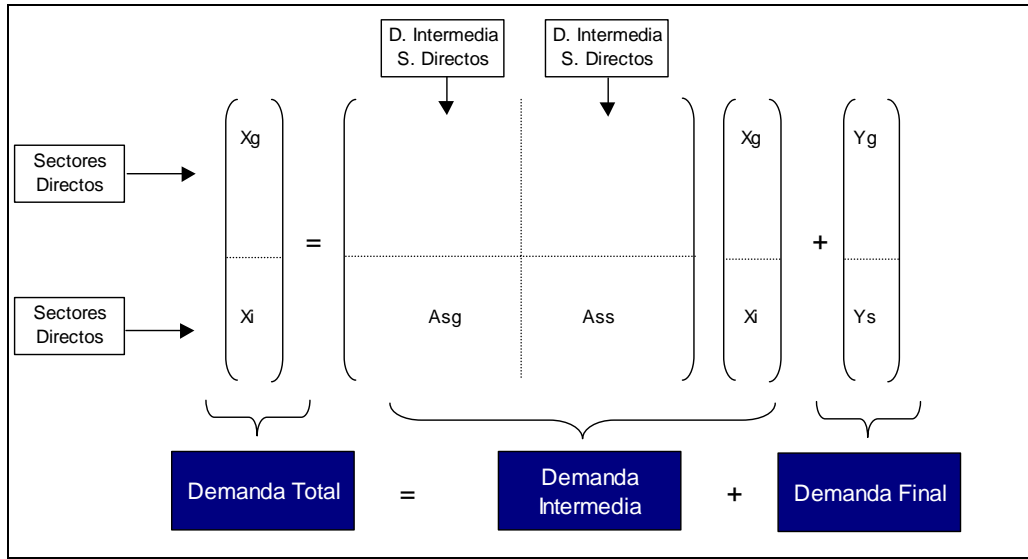 D. Intermedia
S. Directos
D. Intermedia
S. Directos
Sectores
Directos
Xg
Xg
Yg
=
+
Sectores
Directos
Xi
Asg
Ass
Xi
Ys
Demanda Total
=
Demanda
Intermedia
+
Demanda Final